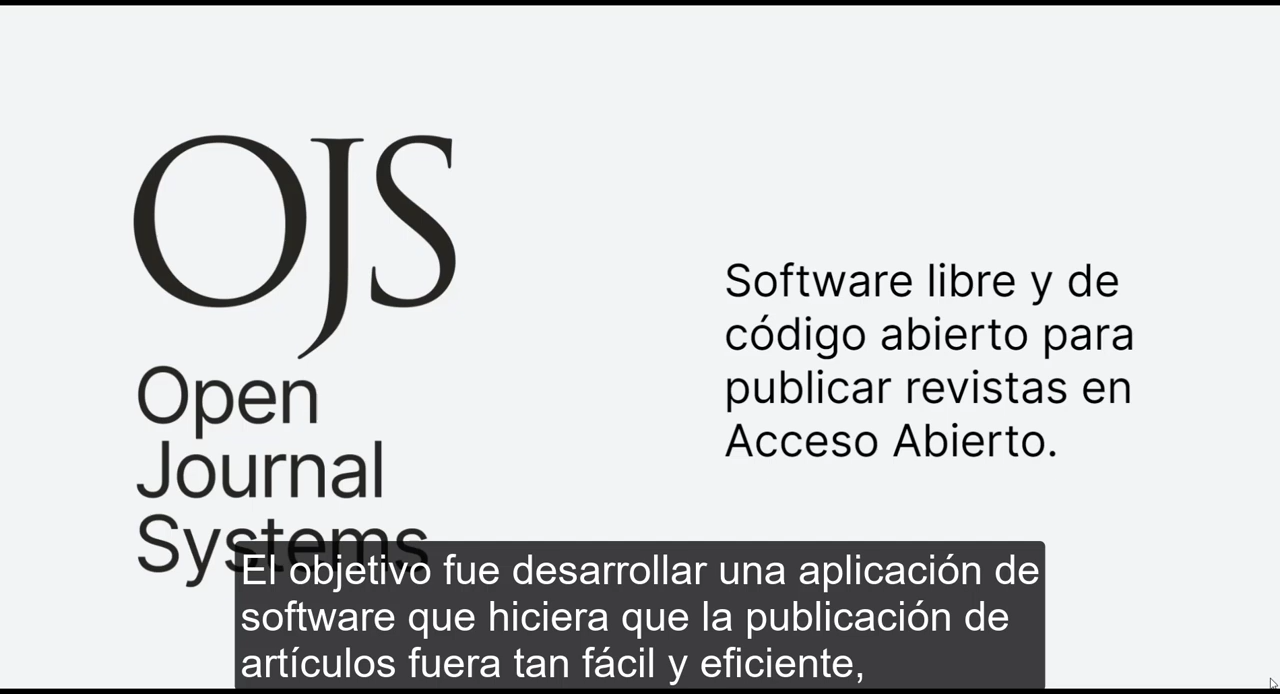 OJS
Open
Journal
Systems
Software libre y de
código abierto para
publicar revistas en
Acceso Abierto.
El objetivo fue desarrollar una aplicación de
software que hiciera que la publicación de
artículos fuera tan fácil y eficiente,